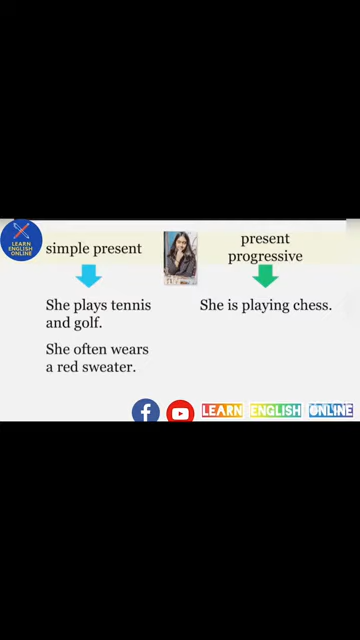 LEARN
ENGLISH
ONLINE
simple present
present
progressive
She plays tennis
and golf.
She often wears
a red sweater.
She is playing chess.
LEARN ENGLISH ONLINE